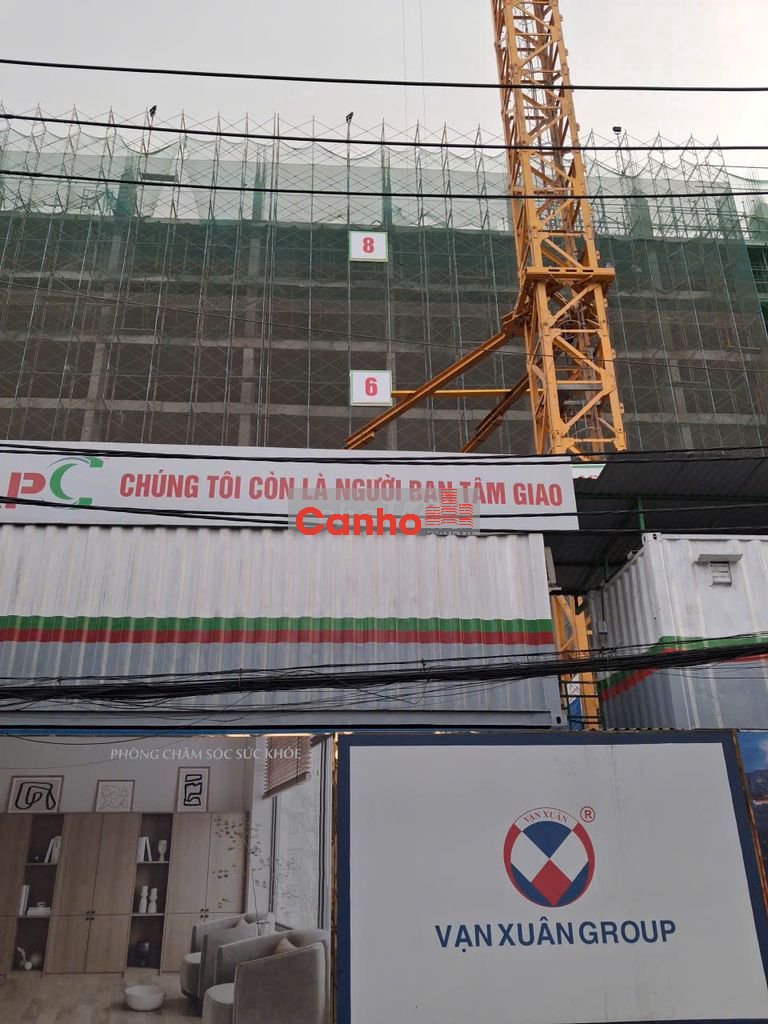 8
6
PC CHÚNG TÔI CÒN LÀ NGƯỜI BẠN TÂM GIAO
Canho
PHÒNG CHĂM SÓC SỨC KHỎE
VẠN XUÂN ®
VẠN XUÂN GROUP